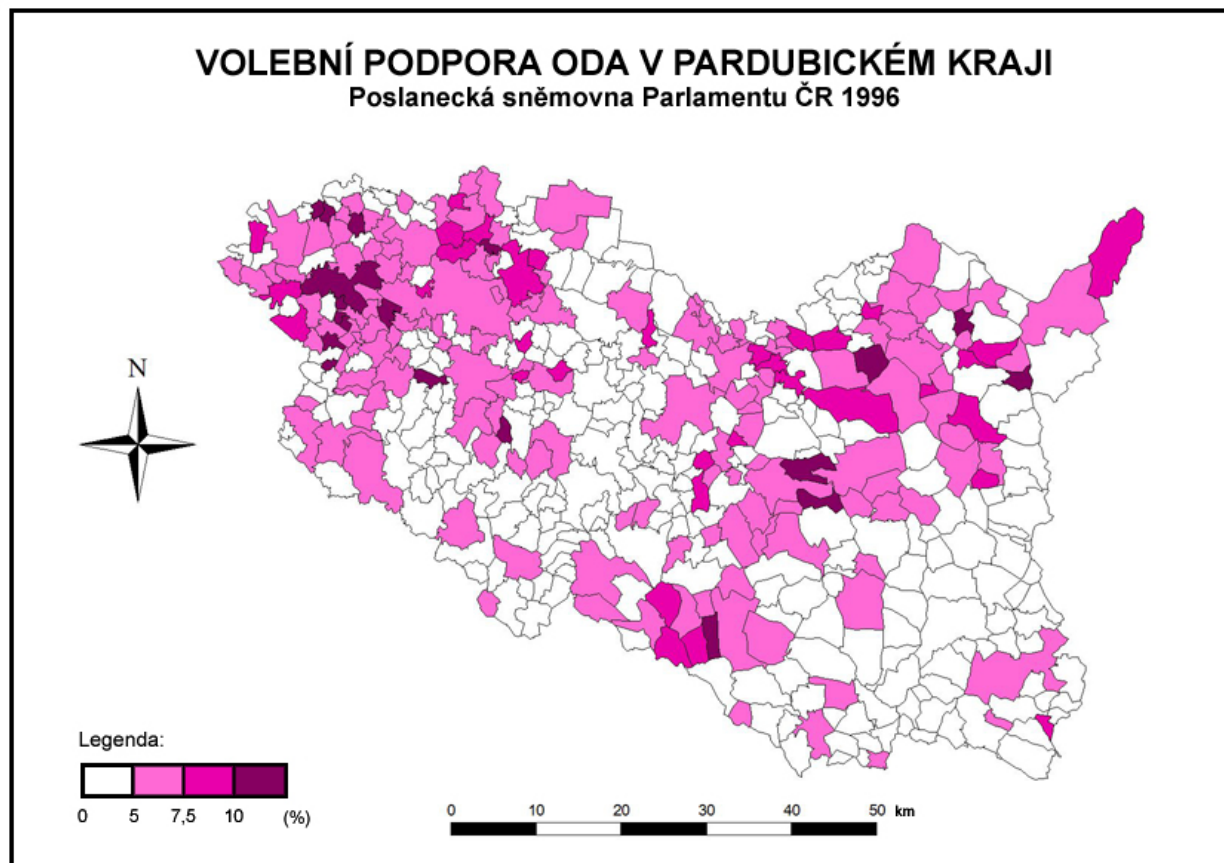 VOLEBNÍ PODPORA ODA V PARDUBICKÉM KRAJI
Poslanecká sněmovna Parlamentu ČR 1996
N
Legenda:
0 5 7,5 10 (%)
0 10 20 30 40 50 km